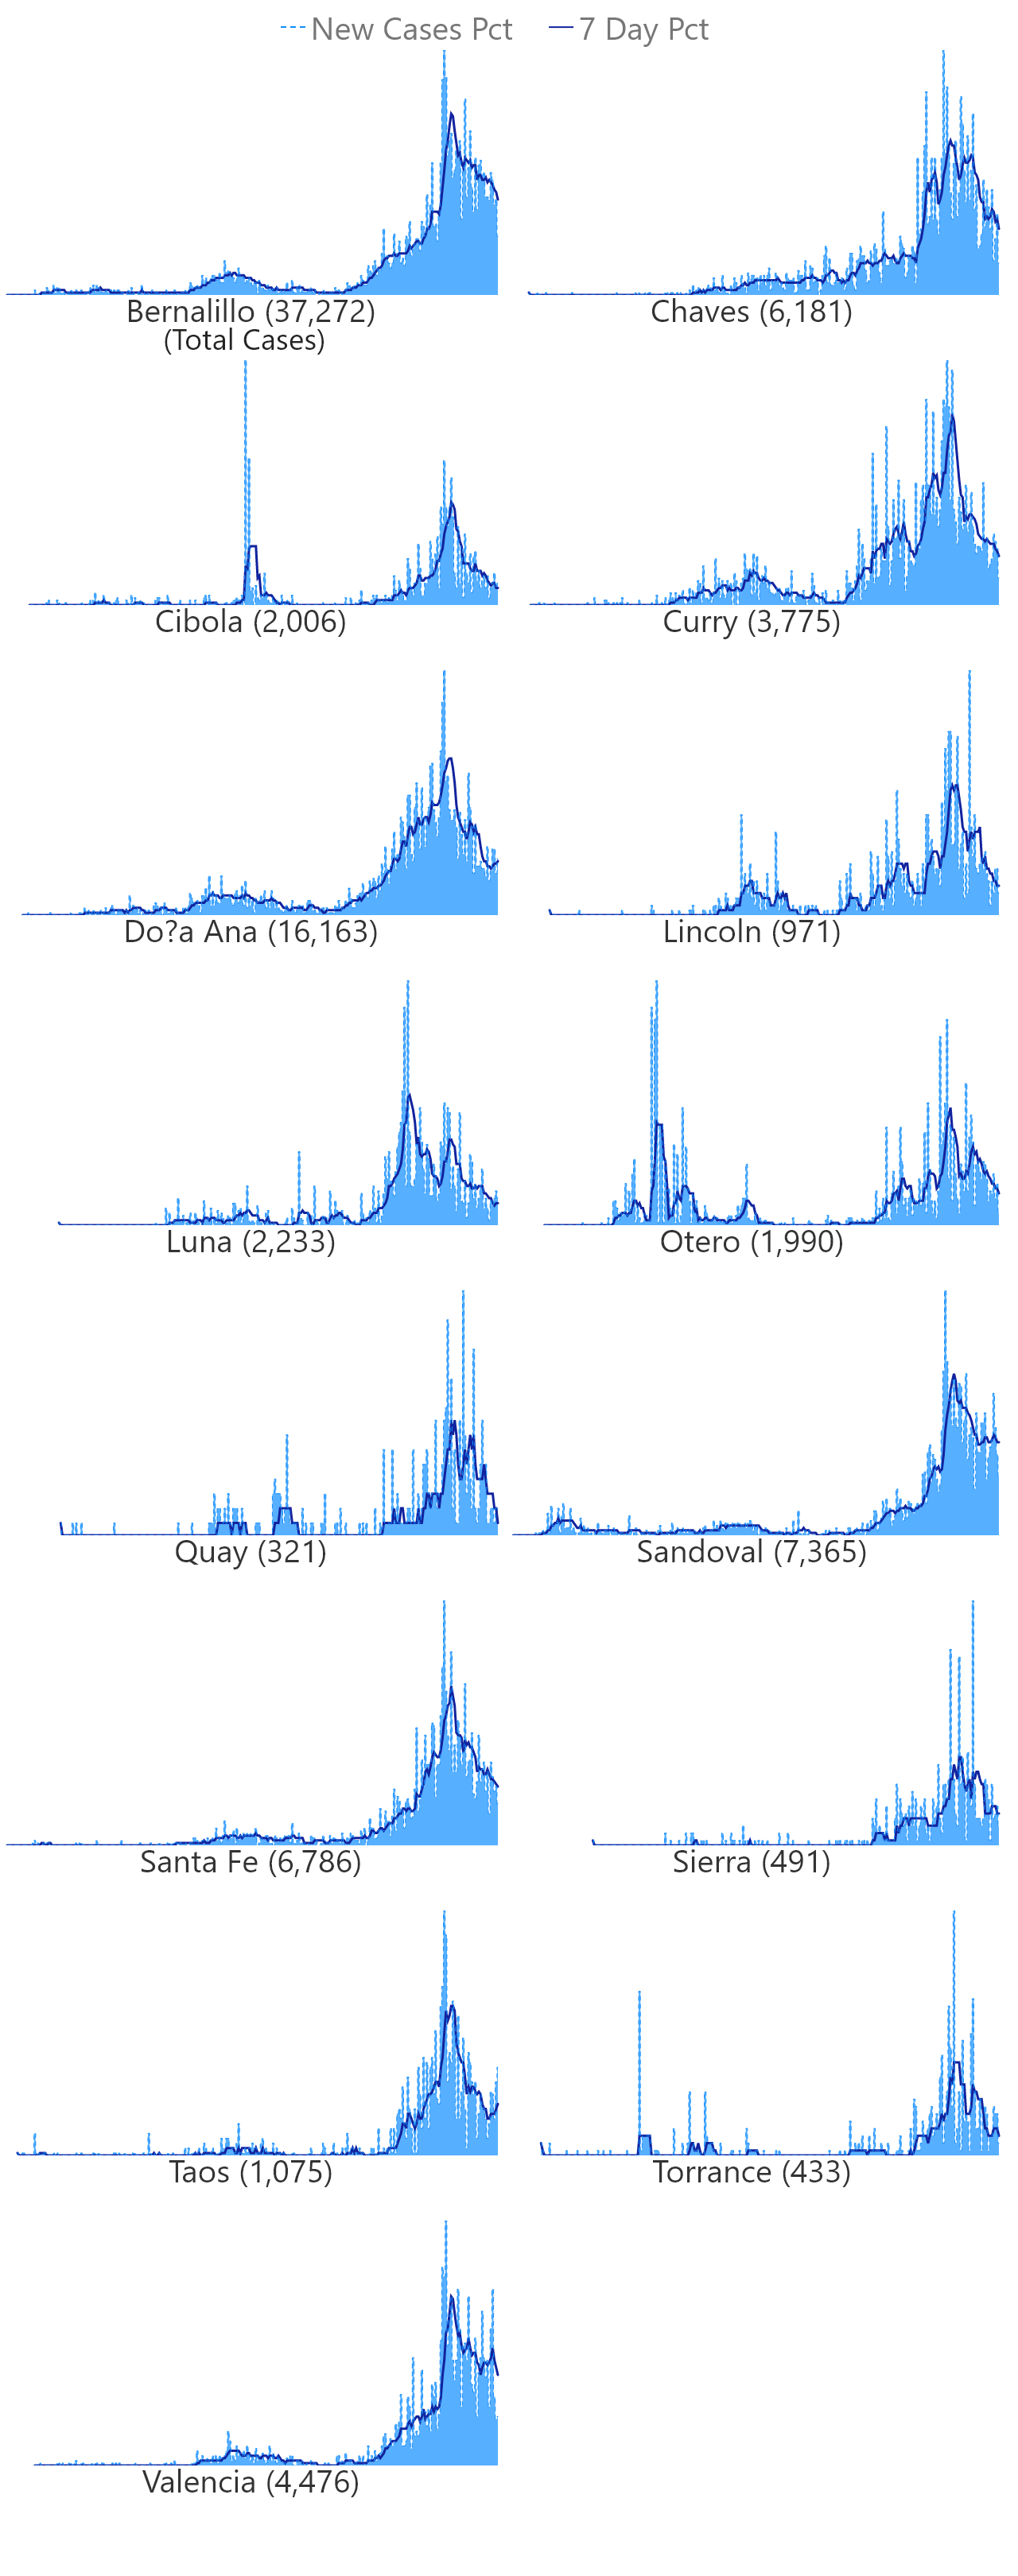 New Cases Pct 7 Day Pct
Bernalillo (37,272)
(Total Cases)
Chaves (6,181)
Cibola (2,006)
Curry (3,775)
Do?a Ana (16,163)
Lincoln (971)
Luna (2,233)
Otero (1,990)
Quay (321)
Sandoval (7,365)
Santa Fe (6,786)
Sierra (491)
Taos (1,075)
Torrance (433)
Valencia (4,476)